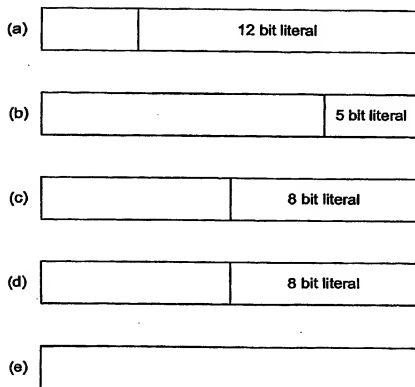 (a) 12 bit literal
(b) 5 bit literal
(c) 8 bit literal
(d) 8 bit literal
(e)